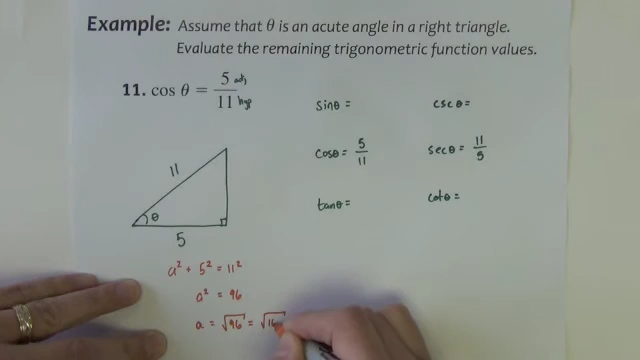 Example: Assume that θ is an acute angle in a right triangle.
Evaluate the remaining trigonometric function values.
11. cos θ = 5/11 adj hyp
sinθ =
cscθ =
cosθ = 5/11
secθ = 11/5
tanθ =
cotθ =
11
θ
5
a² + 5² = 11²
a² = 96
a = √96 = √16